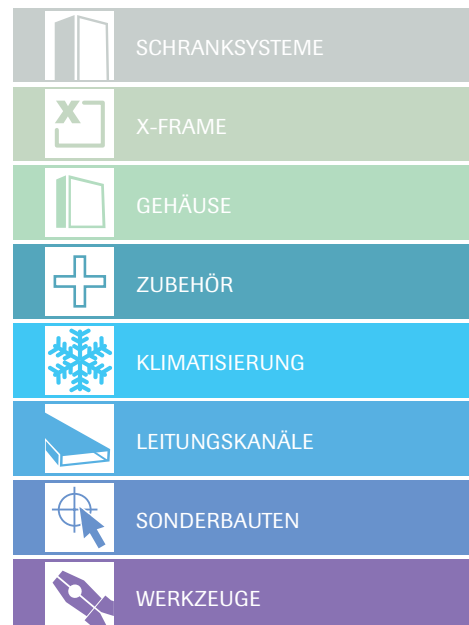 SCHRANKSYSTEME
X-FRAME
GEHÄUSE
ZUBEHÖR
KLIMATISIERUNG
LEITUNGSKANÄLE
SONDERBAUTEN
WERKZEUGE